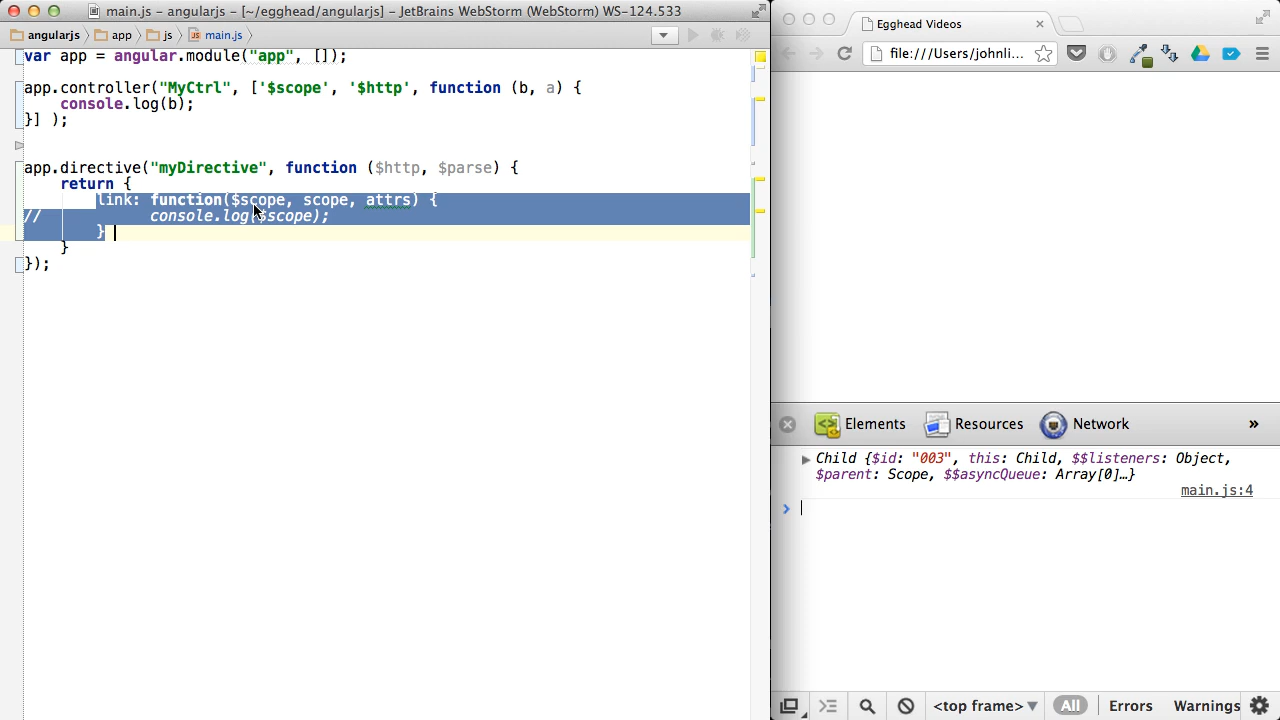 main.js - angularjs - [~/egghead/angularjs] - JetBrains WebStorm (WebStorm) WS-124.533
angularjs app js main.js
var app = angular.module("app", []);
app.controller("MyCtrl", ['$scope', '$http', function (b, a) {
console.log(b);
}] );
app.directive("myDirective", function ($http, $parse) {
return {
link: function($scope, scope, attrs) {
// console.log($scope);
}
}
});
Egghead Videos
file:///Users/johnli...
Elements Resources Network »
Child {$id: "003", this: Child, $$listeners: Object,
$parent: Scope, $$asyncQueue: Array[0]…}
main.js:4
<top frame> All Errors Warnings